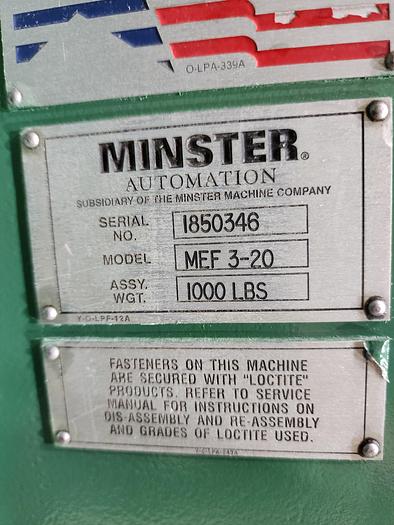 O-LPA-339A
MINSTER®
AUTOMATION
SUBSIDIARY OF THE MINSTER MACHINE COMPANY
SERIAL NO. 1850346
MODEL MEF 3-20
ASSY. WGT. 1000 LBS
Y-O-LPF-12A
FASTENERS ON THIS MACHINE
ARE SECURED WITH "LOCTITE"
PRODUCTS. REFER TO SERVICE
MANUAL FOR INSTRUCTIONS ON
DIS-ASSEMBLY AND RE-ASSEMBLY
AND GRADES OF LOCTITE USED.